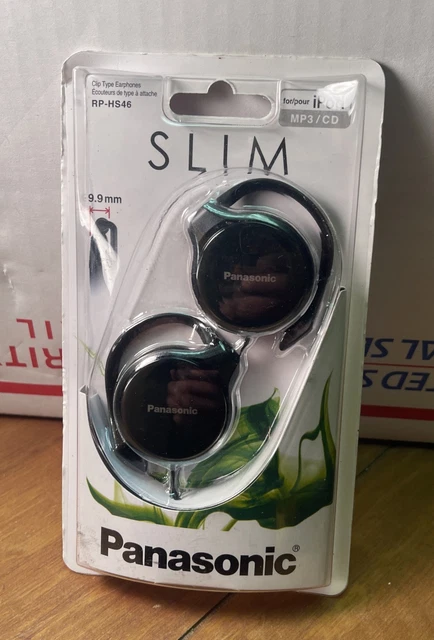 Clip Type Earphones
Écouteurs de type à attache
RP-HS46
for/pour iPod
MP3/CD
SLIM
9.9mm
Panasonic
Panasonic
Panasonic®